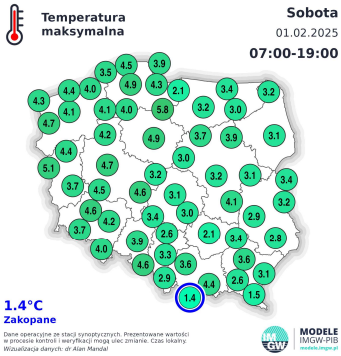 Temperatura
maksymalna
Sobota
01.02.2025
07:00-19:00
3.5 4.5 3.9
4.3 4.4 4.0 4.9 4.3 2.1 3.4 3.2
4.7 4.1 4.1 4.0 5.8 3.2 3.0
4.2 4.9 3.7 3.9 3.1
4.4 3.0
5.1 4.7 3.2 3.2 3.1 3.4
3.7 4.5 4.6 3.1 4.1 3.2
4.6 4.2 3.4 3.0 2.9
3.7 2.6 2.1 3.4 2.8
4.0 3.9 3.3 3.6
4.6 3.6 3.1
2.9 4.4 2.6
1.4 1.5
1.4°C
Zakopane
Dane operacyjne ze stacji synoptycznych. Prezentowane wartości
w procesie kontroli i weryfikacji mogą ulec zmianie. Czas lokalny.
Wizualizacja danych: dr Alan Mandal
IM
GW
MODELE
IMGW-PIB
modele.imgw.pl